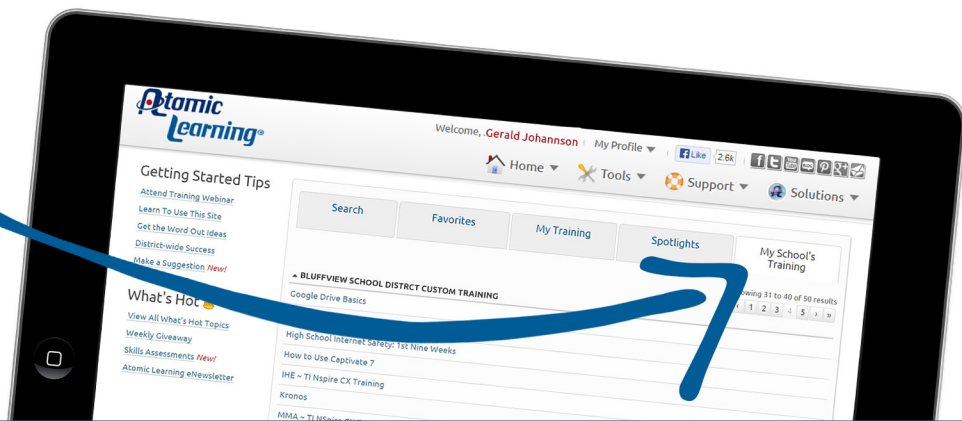 Atomic
Learning®
Welcome, .Gerald Johannson
My Profile
Like
2.6k
Home
Tools
Support
Solutions
Getting Started Tips
Attend Training Webinar
Learn To Use This Site
Get the Word Out Ideas
District-wide Success
Make a Suggestion New!
What's Hot
View All What's Hot Topics
Weekly Giveaway
Skills Assessments New!
Atomic Learning eNewsletter
Search
Favorites
My Training
Spotlights
My School's
Training
31 to 40 of 50 results
1 2 3 4 5 › »
BLUFFVIEW SCHOOL DISTRCT CUSTOM TRAINING
Google Drive Basics
High School Internet Safety: 1st Nine Weeks
How to Use Captivate 7
IHE ~ TI Nspire CX Training
Kronos
MMA ~ TI NSpire CX